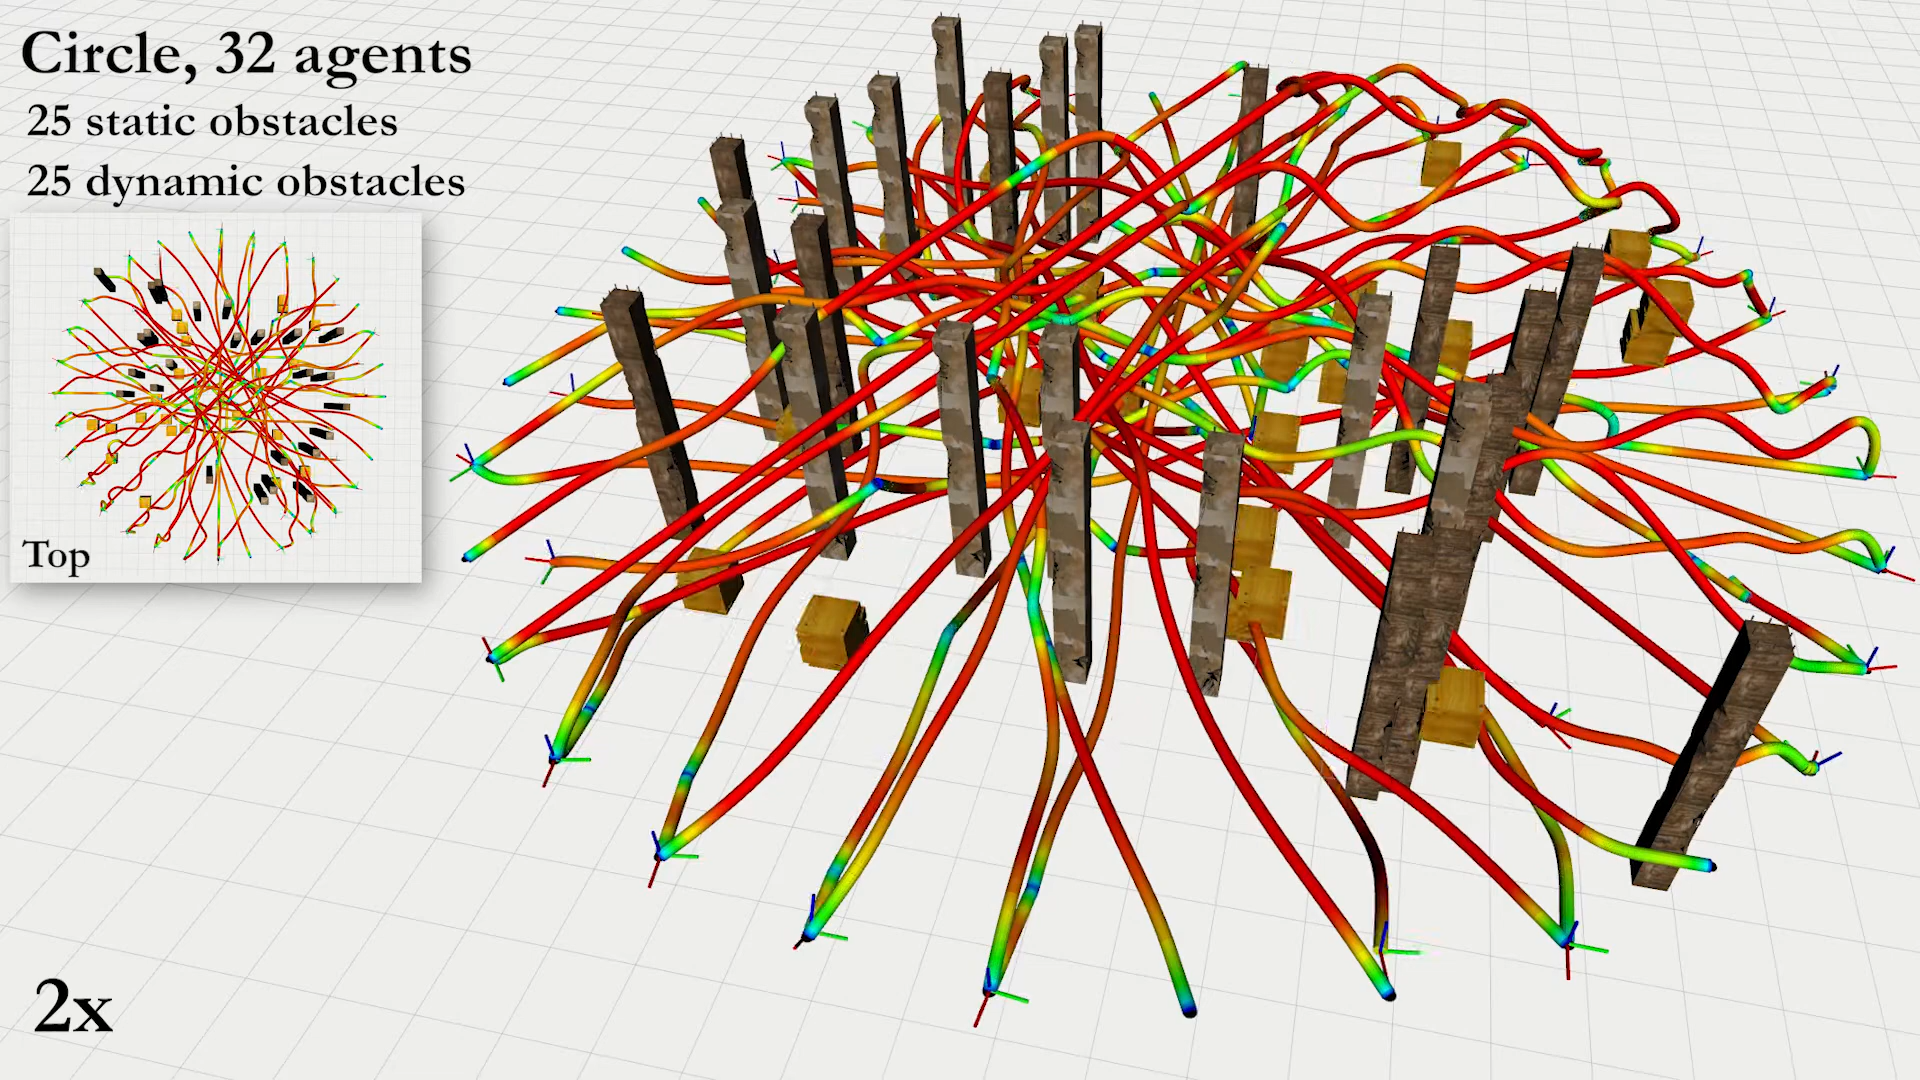 Circle, 32 agents
25 static obstacles
25 dynamic obstacles
Top
2x